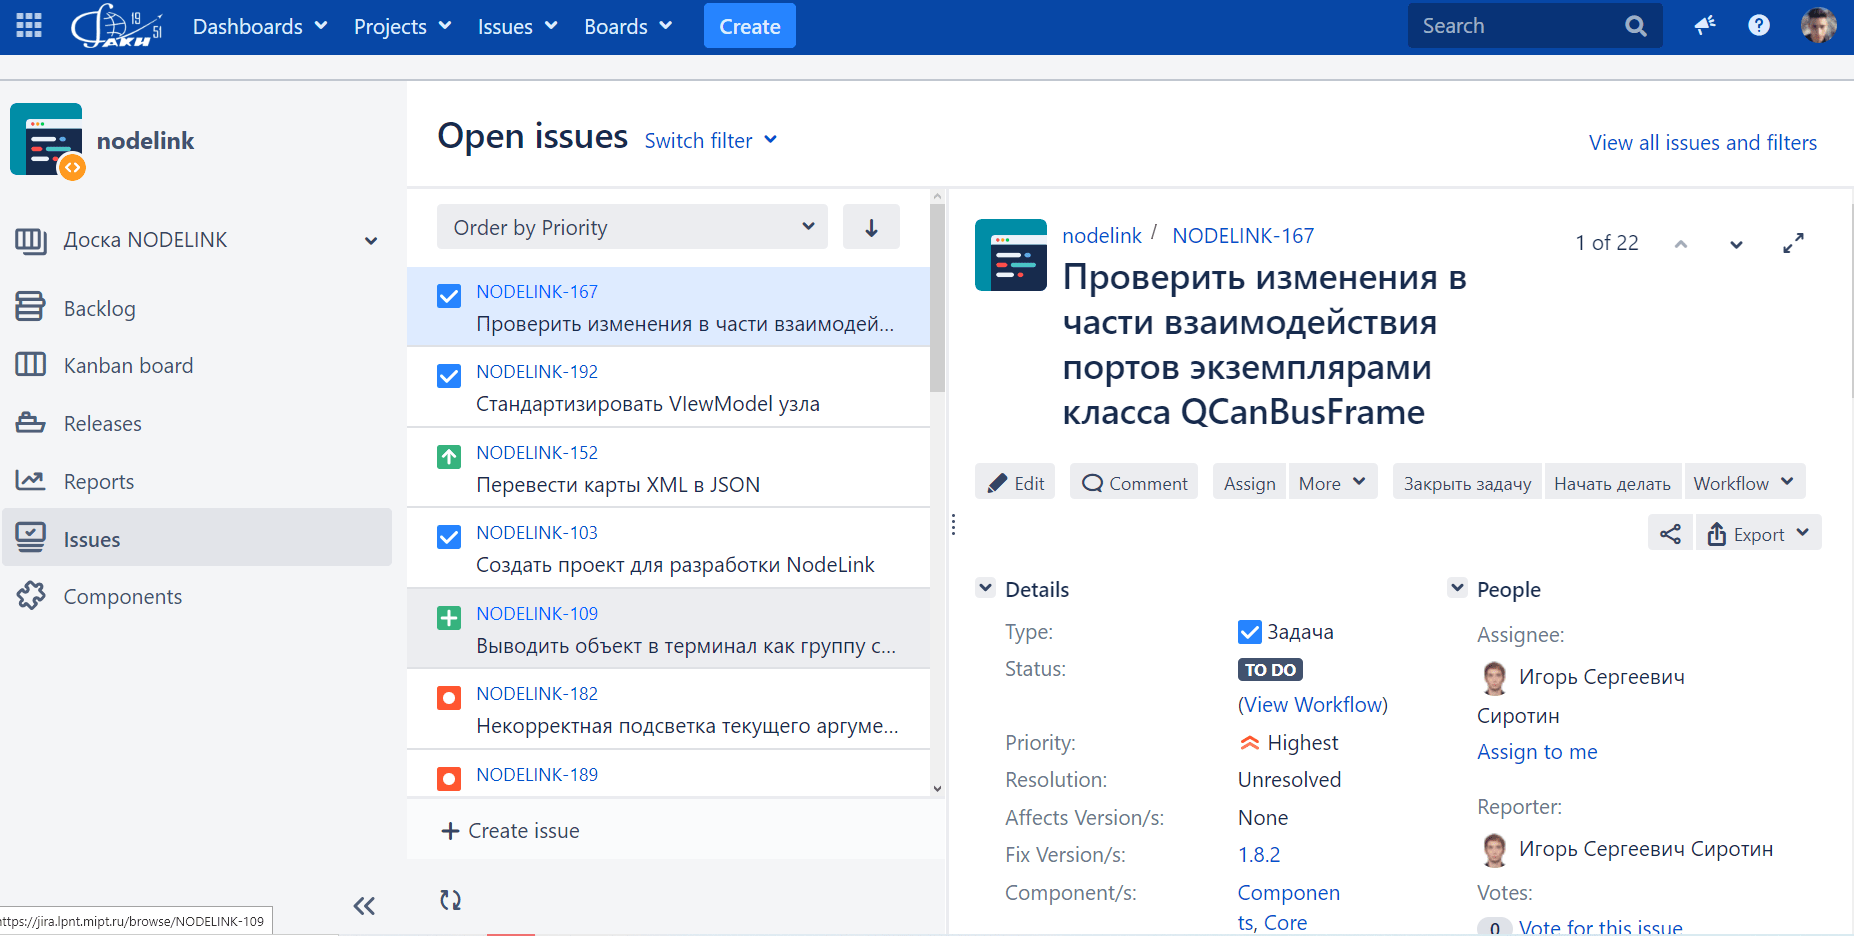 ФАКИ 19 51
Dashboards
Projects
Issues
Boards
Create
Search
nodelink
Доска NODELINK
Backlog
Kanban board
Releases
Reports
Issues
Components
https://jira.lpnt.mipt.ru/browse/NODELINK-109
Open issues
Switch filter
View all issues and filters
Order by Priority
NODELINK-167
Проверить изменения в части взаимодей...
NODELINK-192
Стандартизировать VIewModel узла
NODELINK-152
Перевести карты XML в JSON
NODELINK-103
Создать проект для разработки NodeLink
NODELINK-109
Выводить объект в терминал как группу с...
NODELINK-182
Некорректная подсветка текущего аргуме...
NODELINK-189
Create issue
nodelink / NODELINK-167
1 of 22
Проверить изменения в
части взаимодействия
портов экземплярами
класса QCanBusFrame
Edit
Comment
Assign
More
Закрыть задачу
Начать делать
Workflow
Export
Details
Type: Задача
Status: TO DO
(View Workflow)
Priority: Highest
Resolution: Unresolved
Affects Version/s: None
Fix Version/s: 1.8.2
Component/s: Componen
ts, Core
People
Assignee:
Игорь Сергеевич
Сиротин
Assign to me
Reporter:
Игорь Сергеевич Сиротин
Votes:
0 Vote for this issue